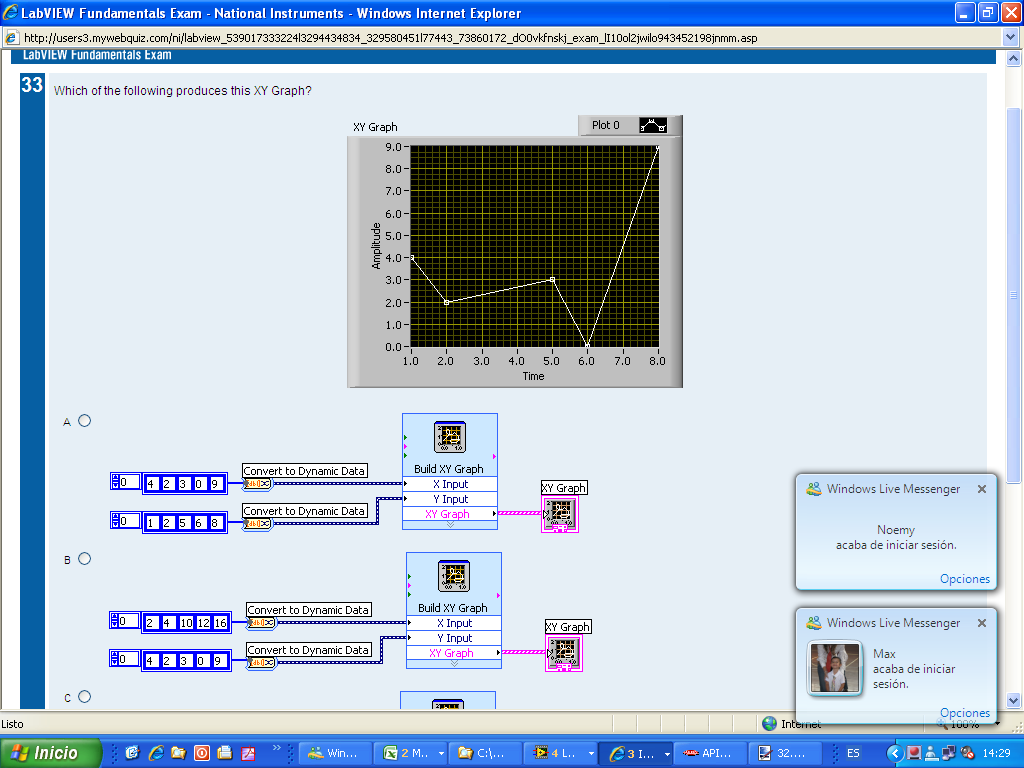 LabVIEW Fundamentals Exam - National Instruments - Windows Internet Explorer
LabVIEW Fundamentals Exam
33
Which of the following produces this XY Graph?
XY Graph
Plot 0
9.0
8.0
7.0
6.0
5.0
4.0
3.0
2.0
1.0
0.0
Amplitude
1.0 2.0 3.0 4.0 5.0 6.0 7.0 8.0
Time
A
Build XY Graph
Convert to Dynamic Data
0 4 2 3 0 9
X Input
Y Input
XY Graph
XY Graph
Convert to Dynamic Data
0 1 2 5 6 8
B
Build XY Graph
Convert to Dynamic Data
0 2 4 10 12 16
X Input
Y Input
XY Graph
XY Graph
Convert to Dynamic Data
0 4 2 3 0 9
C
Windows Live Messenger
Noemy
acaba de iniciar sesión.
Opciones
Windows Live Messenger
Max
acaba de iniciar
sesión.
Opciones
Listo
Internet
100%
Inicio
Win...
2 M...
C:\...
4 L...
3 I...
API...
32....
ES
14:29